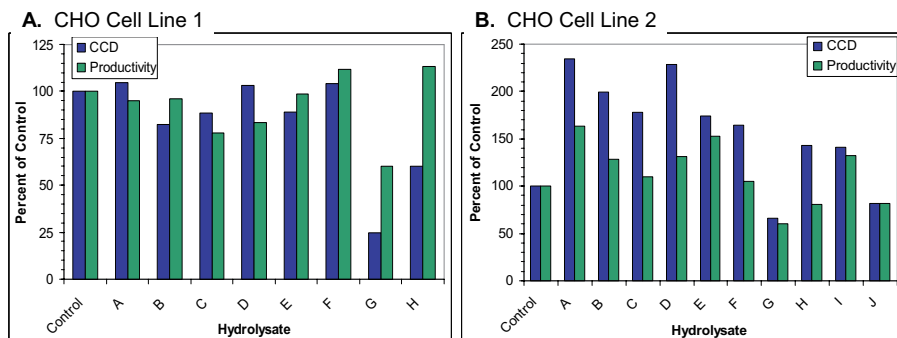 A. CHO Cell Line 1
125
100
75
50
25
0
Percent of Control
CCD
Productivity
Control A B C D E F G H
Hydrolysate
B. CHO Cell Line 2
250
200
150
100
50
0
Percent of Control
CCD
Productivity
Control A B C D E F G H I J
Hydrolysate